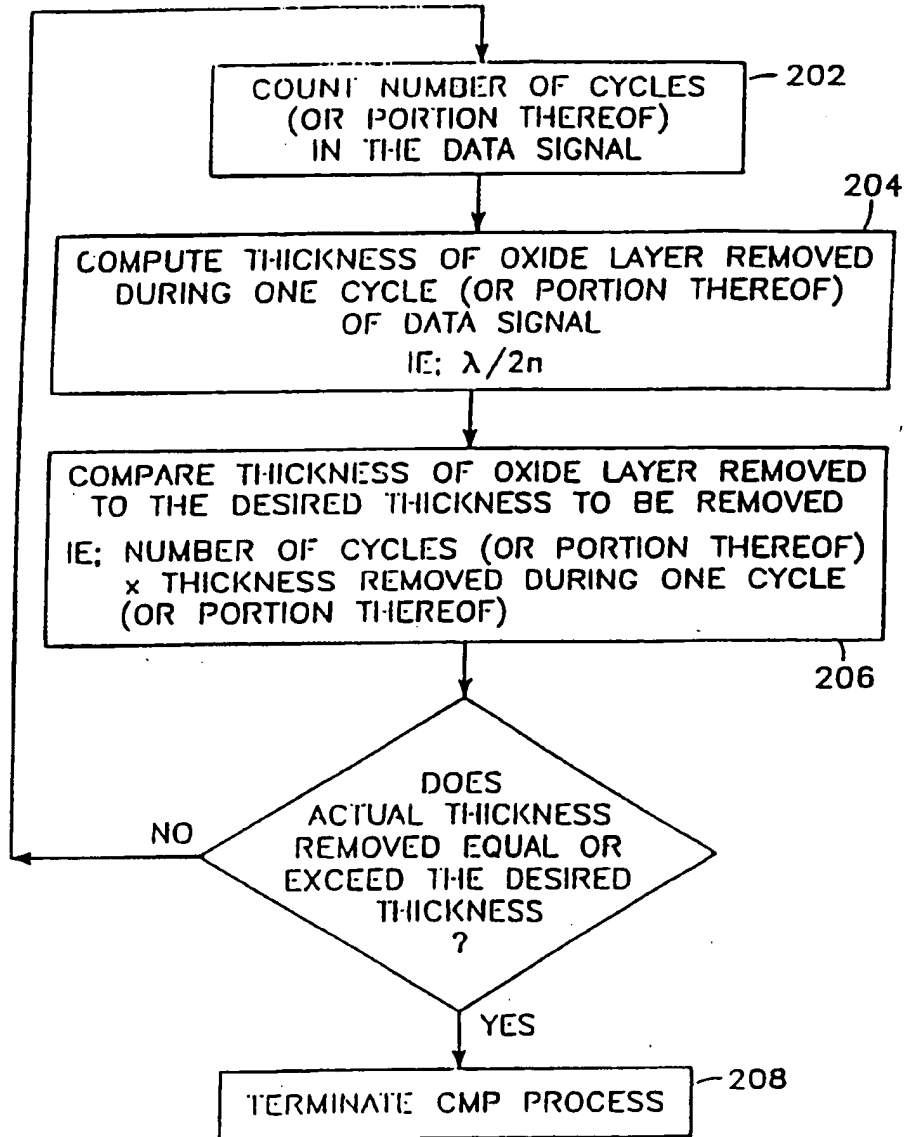 COUNT NUMBER OF CYCLES
(OR PORTION THEREOF)
IN THE DATA SIGNAL
202
204
COMPUTE THICKNESS OF OXIDE LAYER REMOVED
DURING ONE CYCLE (OR PORTION THEREOF)
OF DATA SIGNAL
IE; λ/2n
COMPARE THICKNESS OF OXIDE LAYER REMOVED
TO THE DESIRED THICKNESS TO BE REMOVED
IE; NUMBER OF CYCLES (OR PORTION THEREOF)
x THICKNESS REMOVED DURING ONE CYCLE
(OR PORTION THEREOF)
206
DOES
ACTUAL THICKNESS
REMOVED EQUAL OR
EXCEED THE DESIRED
THICKNESS
?
NO
YES
TERMINATE CMP PROCESS
208